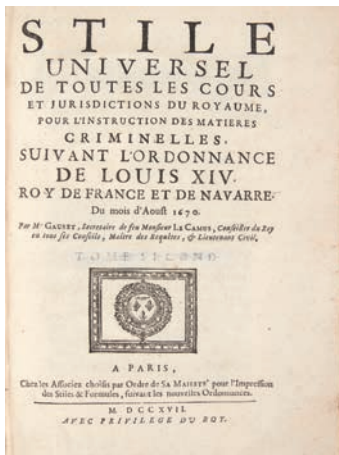 STILE
UNIVERSEL
DE TOUTES LES COURS
ET JURISDICTIONS DU ROYAUME,
POUR L'INSTRUCTION DES MATIERES
CRIMINELLES,
SUIVANT L'ORDONNANCE
DE LOUIS XIV.
ROY DE FRANCE ET DE NAVARRE.
Du mois d'Aoust 1670.
Par Mr GAURET, Secretaire de feu Monsieur LE CAMUS, Conseiller du Roy
en tous ses Conseils, Maître des Requêtes, & Lieutenant Civil,
TOME SECOND
A PARIS,
Chez les Associez choisis par Ordre de SA MAJESTE' pour l'Impression
des Stiles & Formules, suivant les nouvelles Ordonnances.
M. DCCXVII.
AVEC PRIVILEGE DU ROY.